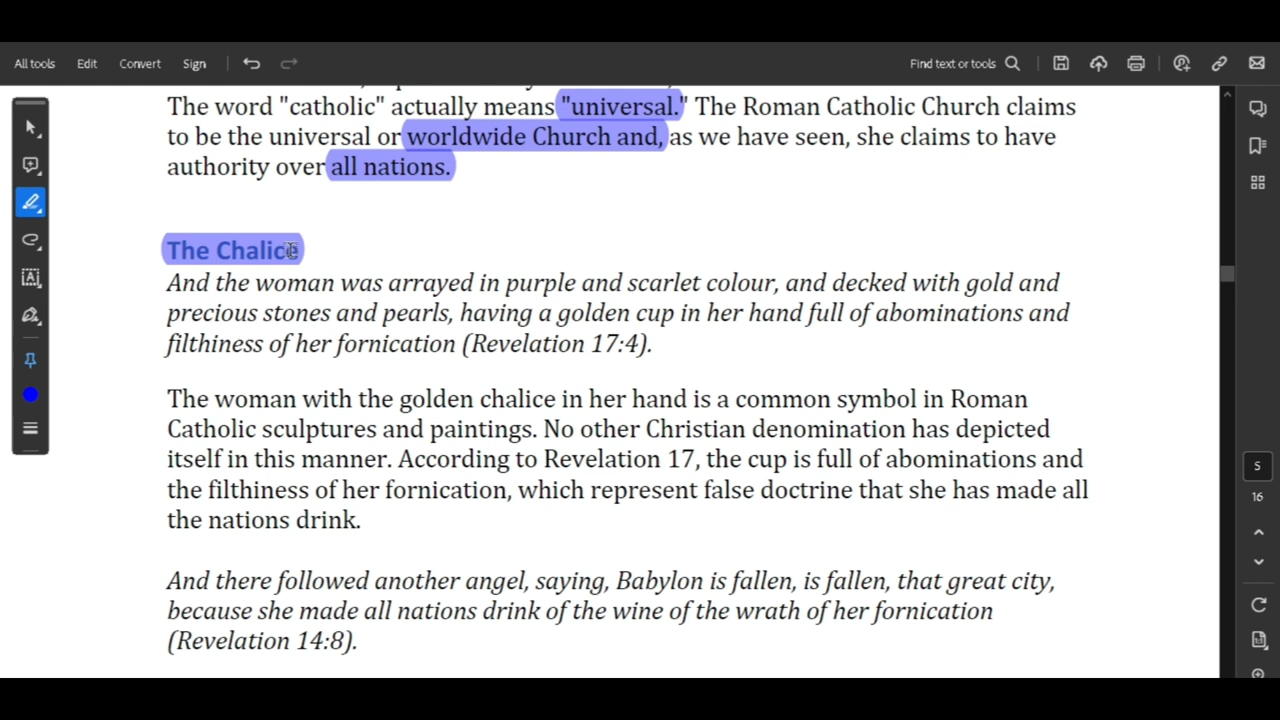 All tools Edit Convert Sign Find text or tools
The word "catholic" actually means "universal." The Roman Catholic Church claims
to be the universal or worldwide Church and, as we have seen, she claims to have
authority over all nations.
The Chalice
And the woman was arrayed in purple and scarlet colour, and decked with gold and
precious stones and pearls, having a golden cup in her hand full of abominations and
filthiness of her fornication (Revelation 17:4).
The woman with the golden chalice in her hand is a common symbol in Roman
Catholic sculptures and paintings. No other Christian denomination has depicted
itself in this manner. According to Revelation 17, the cup is full of abominations and
the filthiness of her fornication, which represent false doctrine that she has made all
the nations drink.
And there followed another angel, saying, Babylon is fallen, is fallen, that great city,
because she made all nations drink of the wine of the wrath of her fornication
(Revelation 14:8).
5
16